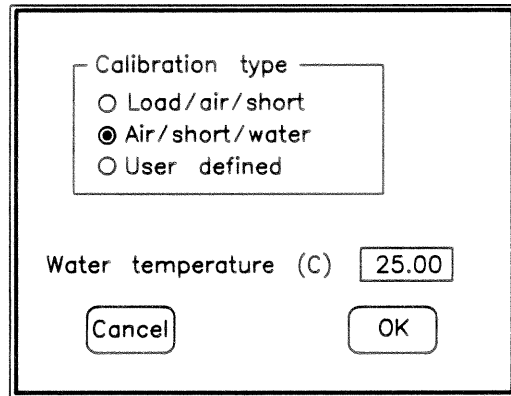 Calibration type
Load/air/short
Air/short/water
User defined
Water temperature (C) 25.00
Cancel OK